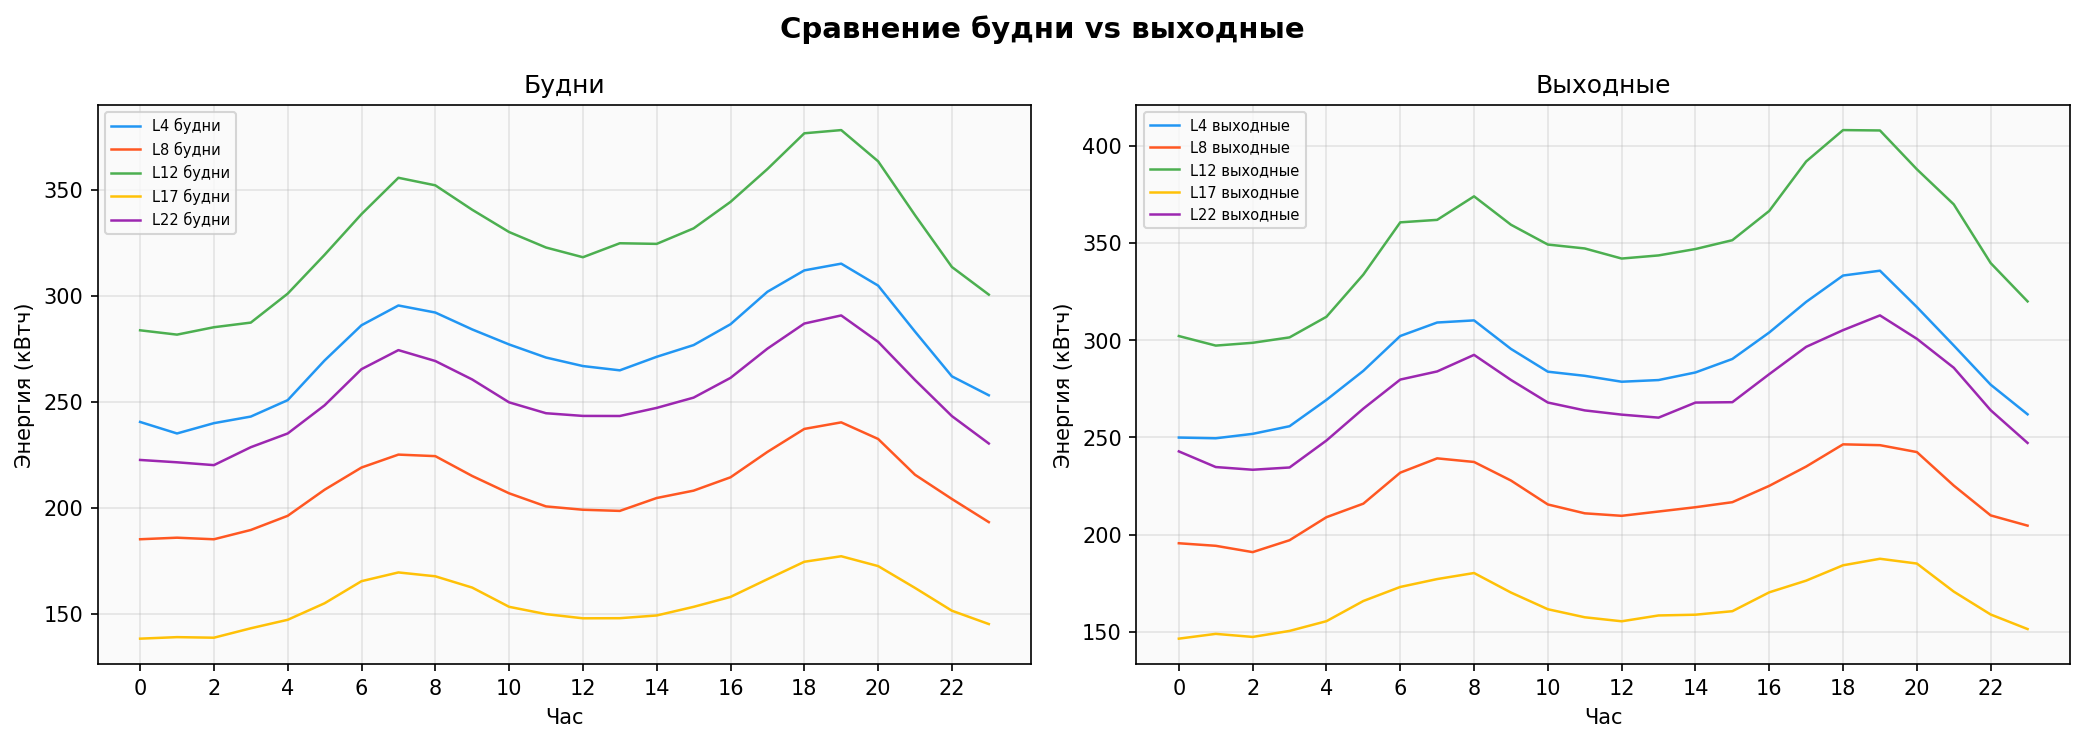 Сравнение будни vs выходные
Будни
L4 будни
L8 будни
L12 будни
L17 будни
L22 будни
Энергия (кВтч)
350
300
250
200
150
0 2 4 6 8 10 12 14 16 18 20 22
Час
Выходные
L4 выходные
L8 выходные
L12 выходные
L17 выходные
L22 выходные
Энергия (кВтч)
400
350
300
250
200
150
0 2 4 6 8 10 12 14 16 18 20 22
Час